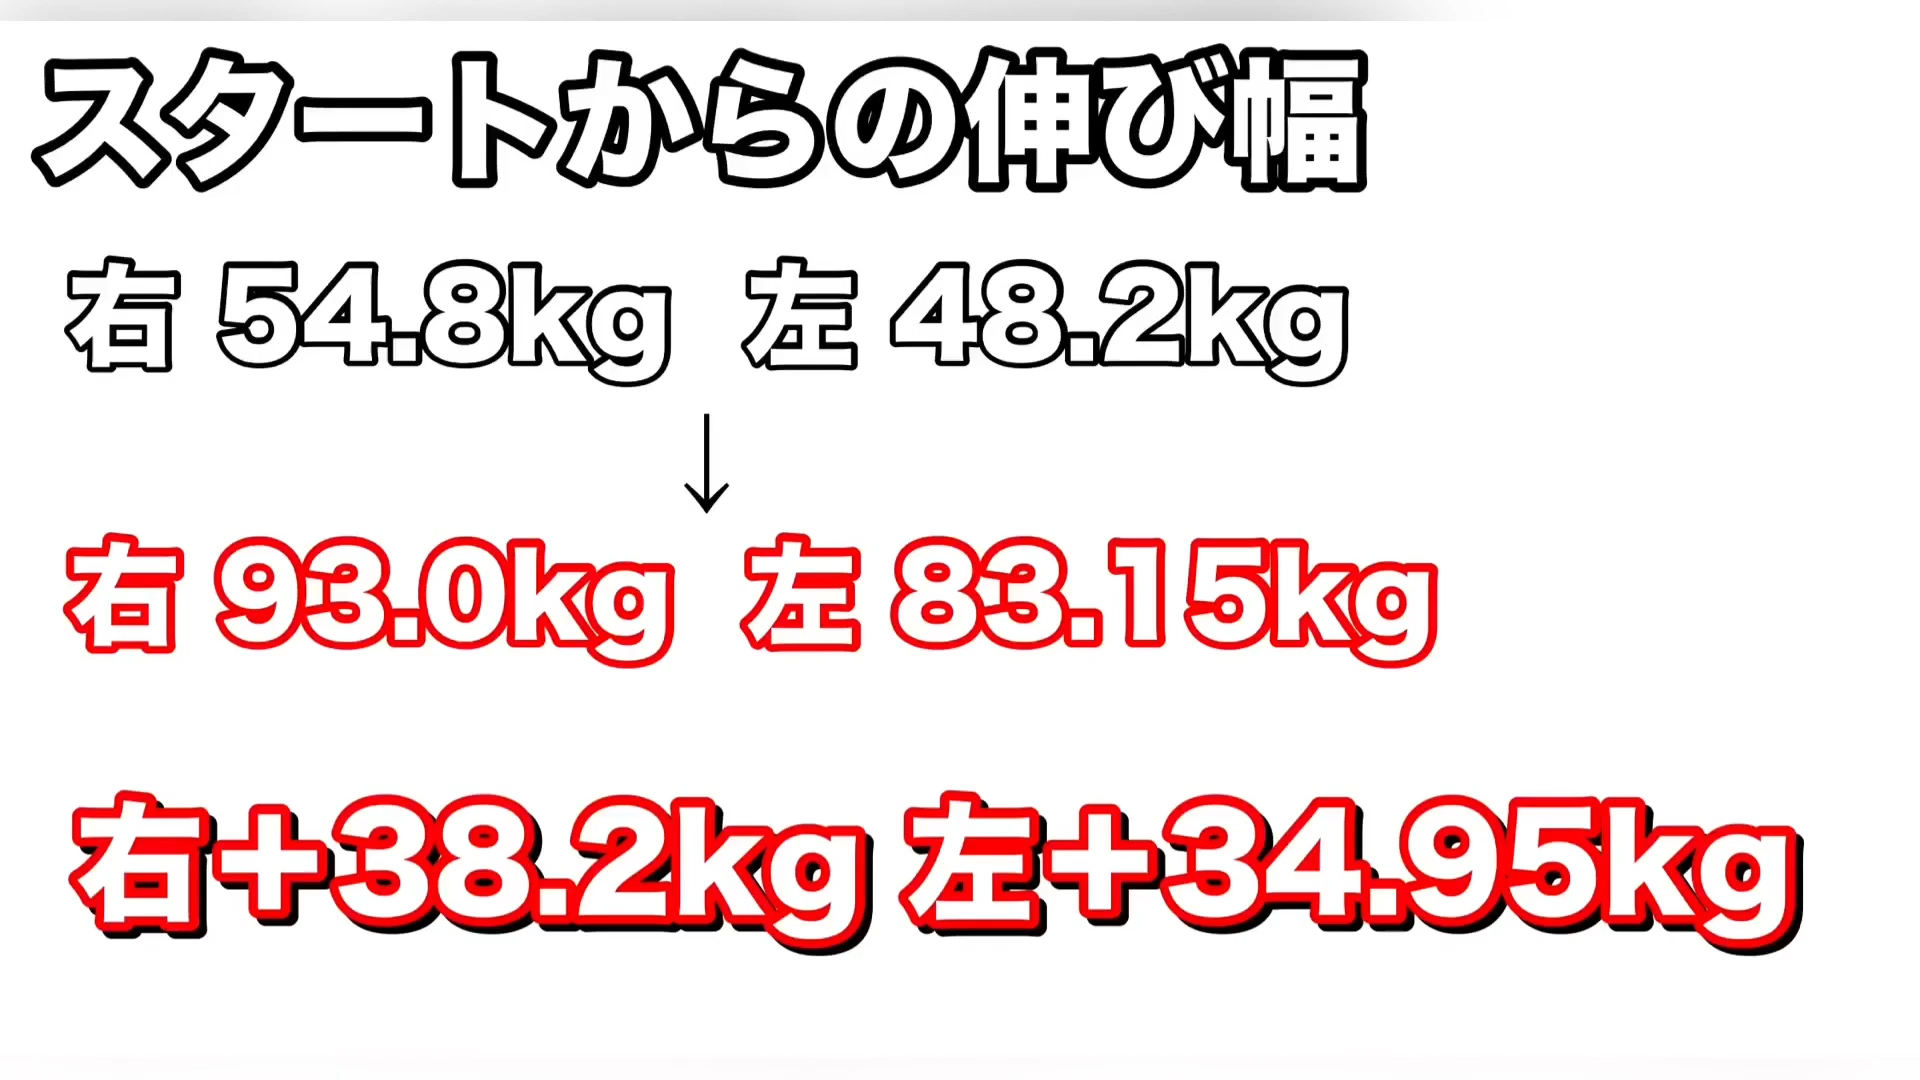 スタートからの伸び幅
右 54.8kg 左 48.2kg
↓
右 93.0kg 左 83.15kg
右+38.2kg 左+34.95kg